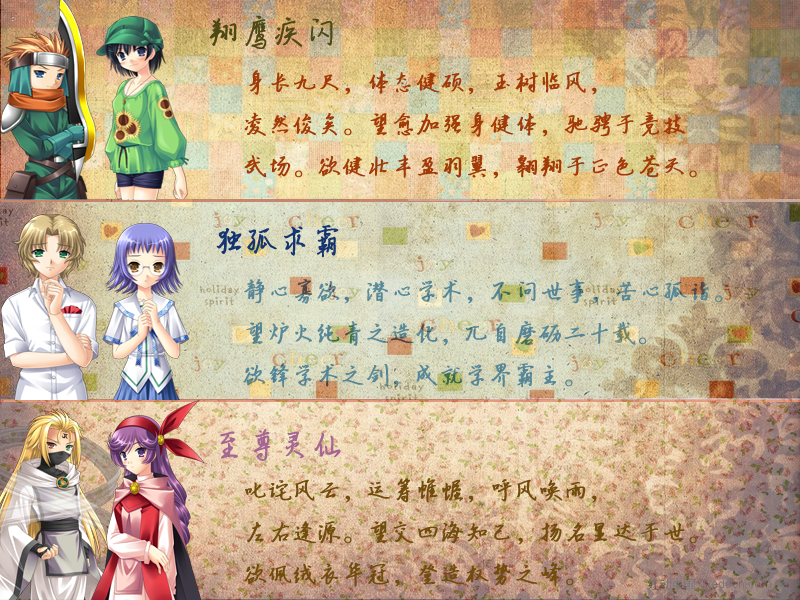 翔鹰疾闪
身长九尺，体态健硕，玉树临风，
凌然俊矣。望愈加强身健体，驰骋于竞技
武场。欲健壮丰盈羽翼，翱翔于正色苍天。
独孤求霸
静心寡欲，潜心学术，不问世事，苦心孤诣。
望炉火纯青之造化，兀自磨砺二十载。
欲锋学术之剑，成就学界霸主。
至尊灵仙
叱诧风云，运筹帷幄，呼风唤雨，
左右逢源。望交四海知己，扬名显达于世。
欲佩绒衣华冠，登造权势之峰。
joy
cheer
holiday
spirit